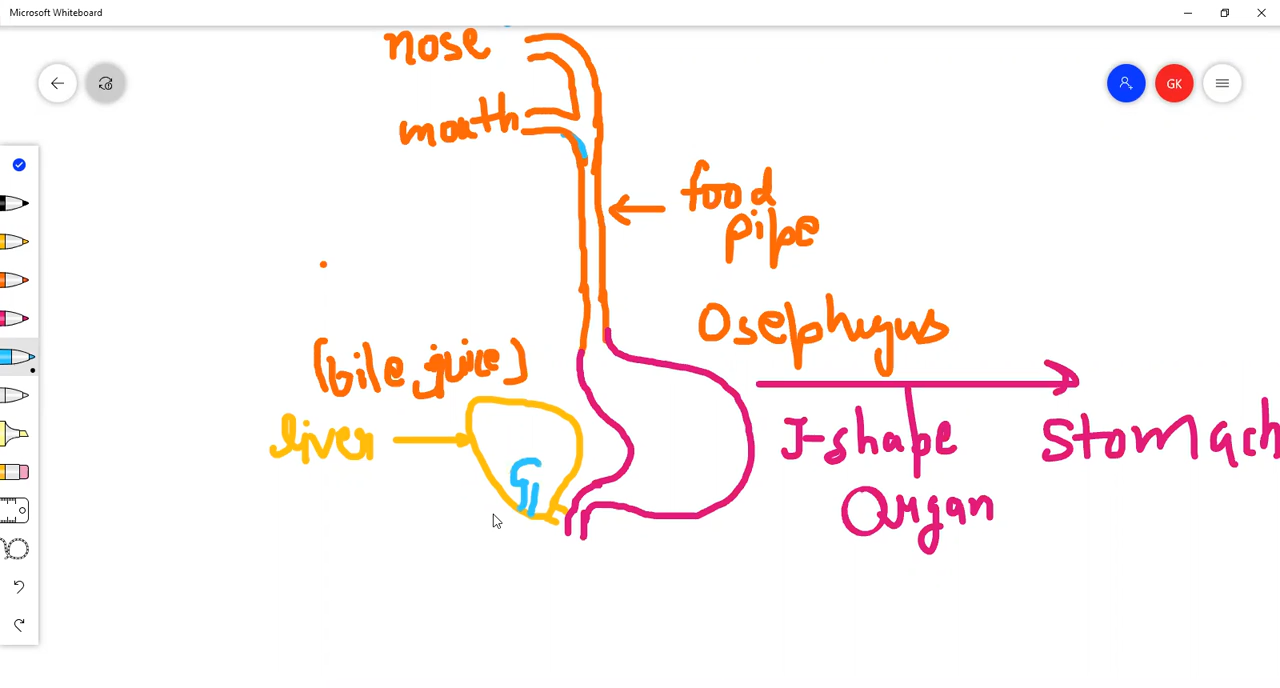 Microsoft Whiteboard
nose
mouth
GK
food
pipe
Osephugus
(bile juice)
liver
J-shape
Organ
Stomach